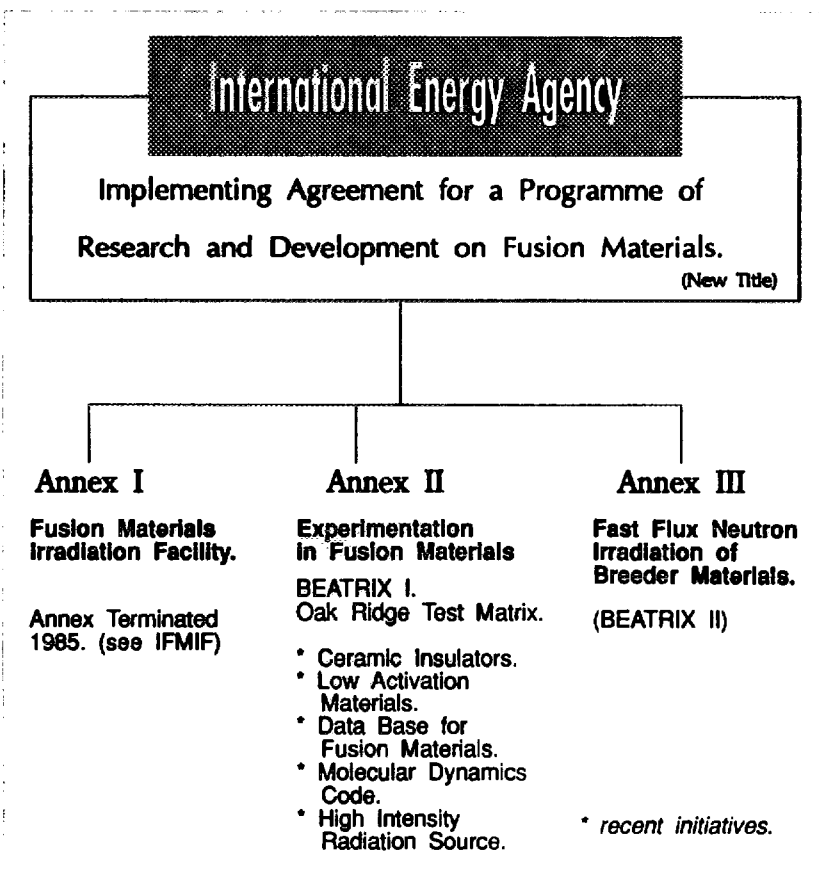 International Energy Agency
Implementing Agreement for a Programme of
Research and Development on Fusion Materials.
(New Title)
Annex I
Fusion Materials
Irradiation Facility.
Annex Terminated
1985. (see IFMIF)
Annex II
Experimentation
in Fusion Materials
BEATRIX I.
Oak Ridge Test Matrix.
* Ceramic Insulators.
* Low Activation
Materials.
* Data Base for
Fusion Materials.
* Molecular Dynamics
Code.
* High Intensity
Radiation Source.
Annex III
Fast Flux Neutron
Irradiation of
Breeder Materials.
(BEATRIX II)
* recent initiatives.